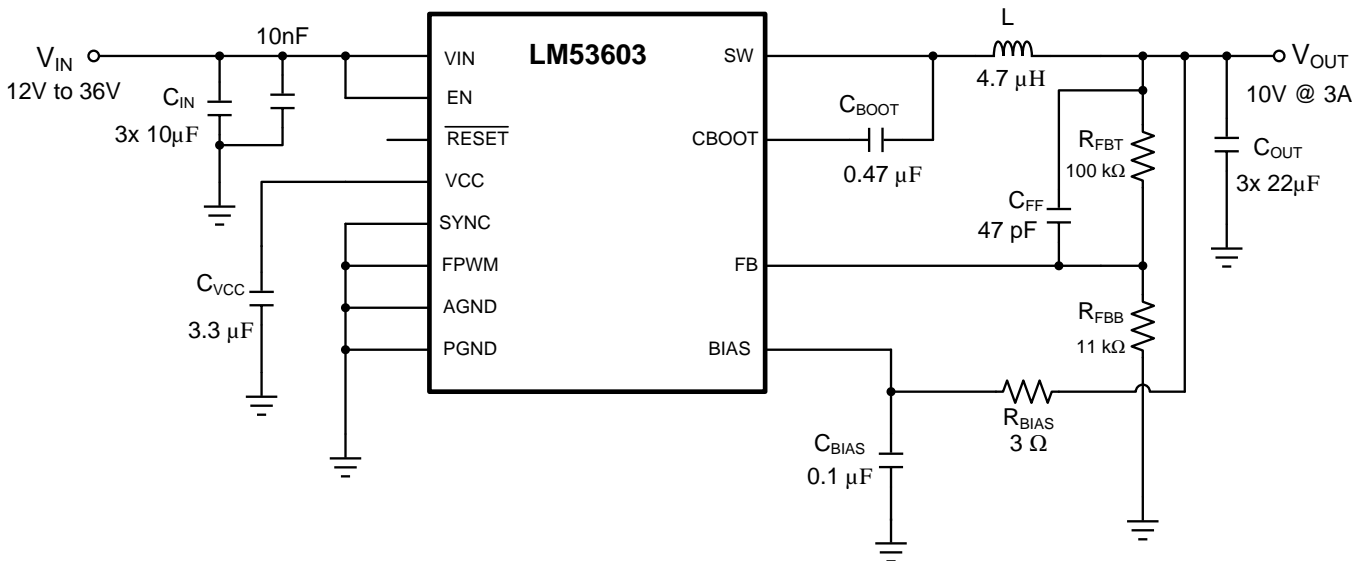 LM53603
V_IN
12V to 36V
10nF
C_IN
3x 10µF
VIN
EN
RESET
VCC
SYNC
FPWM
AGND
PGND
C_VCC
3.3 µF
SW
CBOOT
FB
BIAS
C_BOOT
0.47 µF
L
4.7 µH
V_OUT
10V @ 3A
R_FBT
100 kΩ
C_FF
47 pF
C_OUT
3x 22µF
R_FBB
11 kΩ
R_BIAS
3 Ω
C_BIAS
0.1 µF